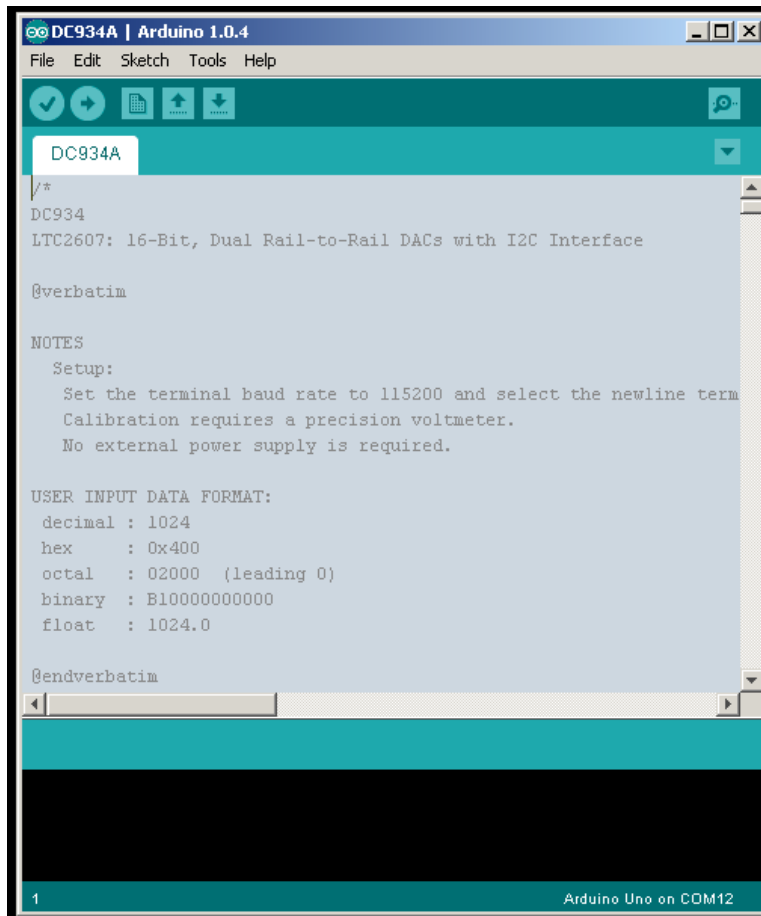 DC934A | Arduino 1.0.4
File Edit Sketch Tools Help
DC934A
/*
DC934
LTC2607: 16-Bit, Dual Rail-to-Rail DACs with I2C Interface
@verbatim
NOTES
Setup:
Set the terminal baud rate to 115200 and select the newline term
Calibration requires a precision voltmeter.
No external power supply is required.
USER INPUT DATA FORMAT:
decimal : 1024
hex : 0x400
octal : 02000 (leading 0)
binary : B10000000000
float : 1024.0
@endverbatim
1
Arduino Uno on COM12